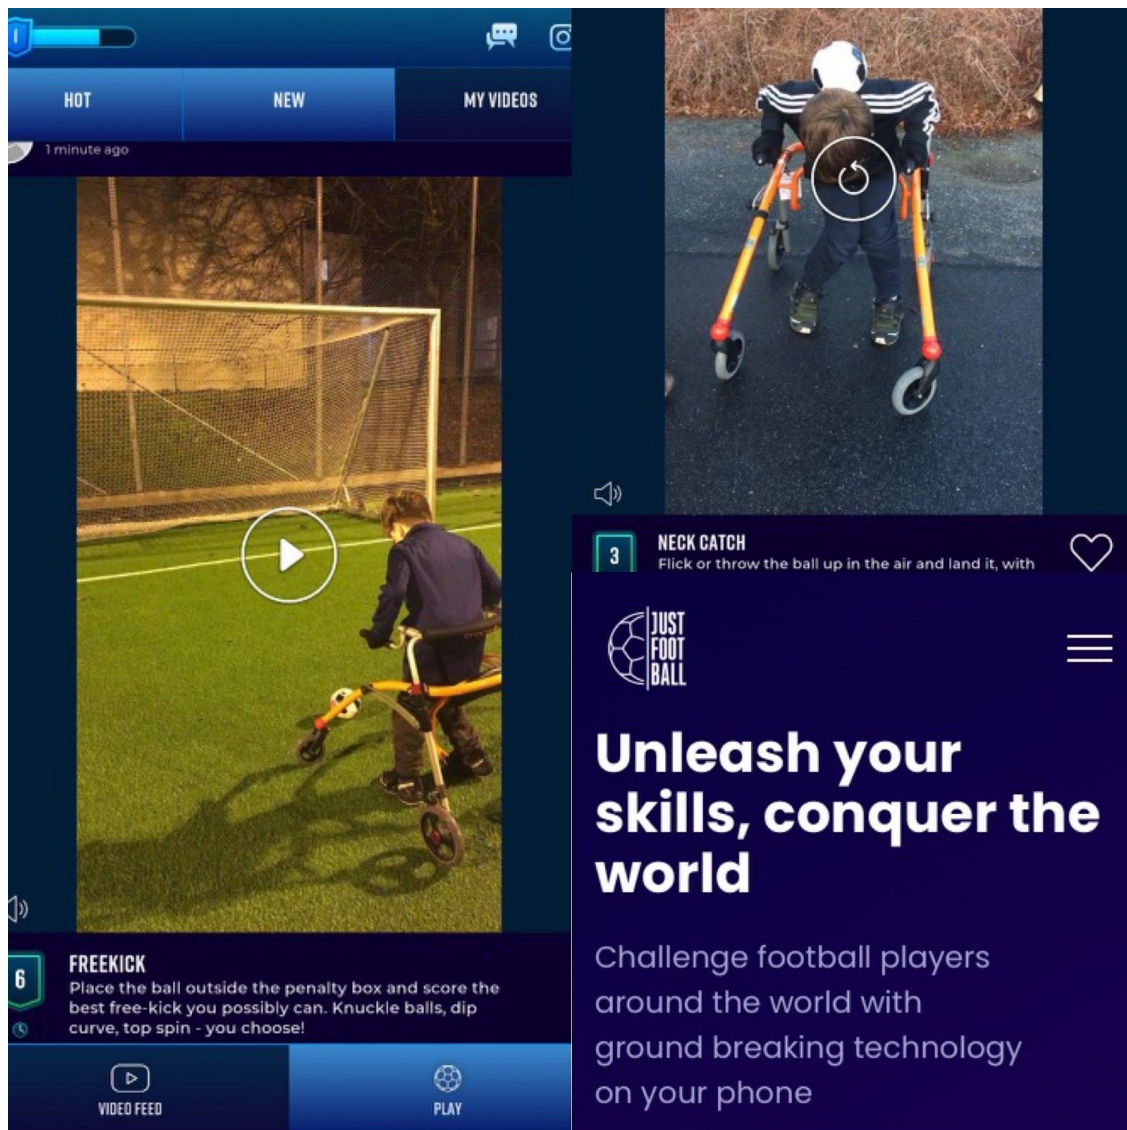 HOT
NEW
MY VIDEOS
1 minute ago
FREEKICK
6
Place the ball outside the penalty box and score the
best free-kick you possibly can. Knuckle balls, dip
curve, top spin - you choose!
VIDEO FEED
PLAY
3
NECK CATCH
Flick or throw the ball up in the air and land it, with
JUST
FOOT
BALL
Unleash your
skills, conquer the
world
Challenge football players
around the world with
ground breaking technology
on your phone